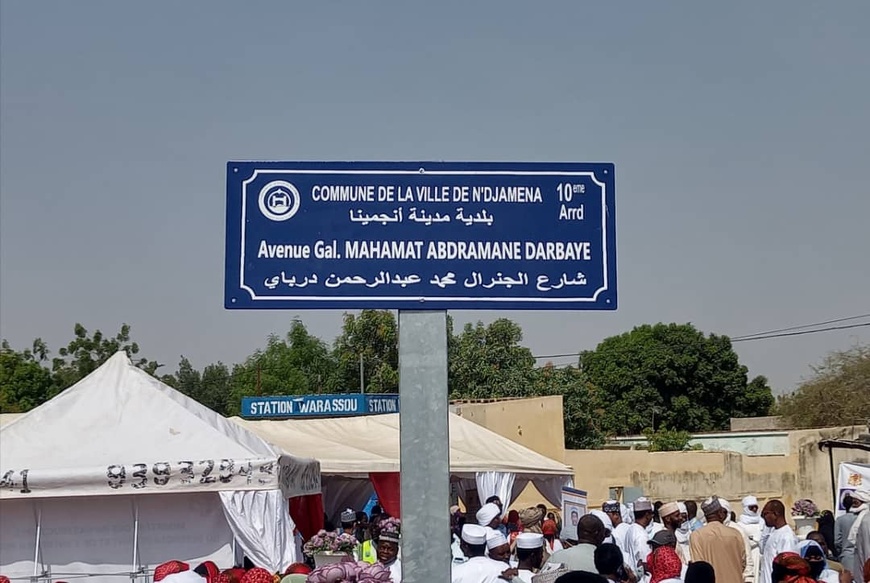 COMMUNE DE LA VILLE DE N'DJAMENA
10eme
Arrd
بلدية مدينة أنجمينا
Avenue Gal. MAHAMAT ABDRAMANE DARBAYE
شارع الجنرال محمد عبدالرحمن درباي
STATION WARASSOU STATION